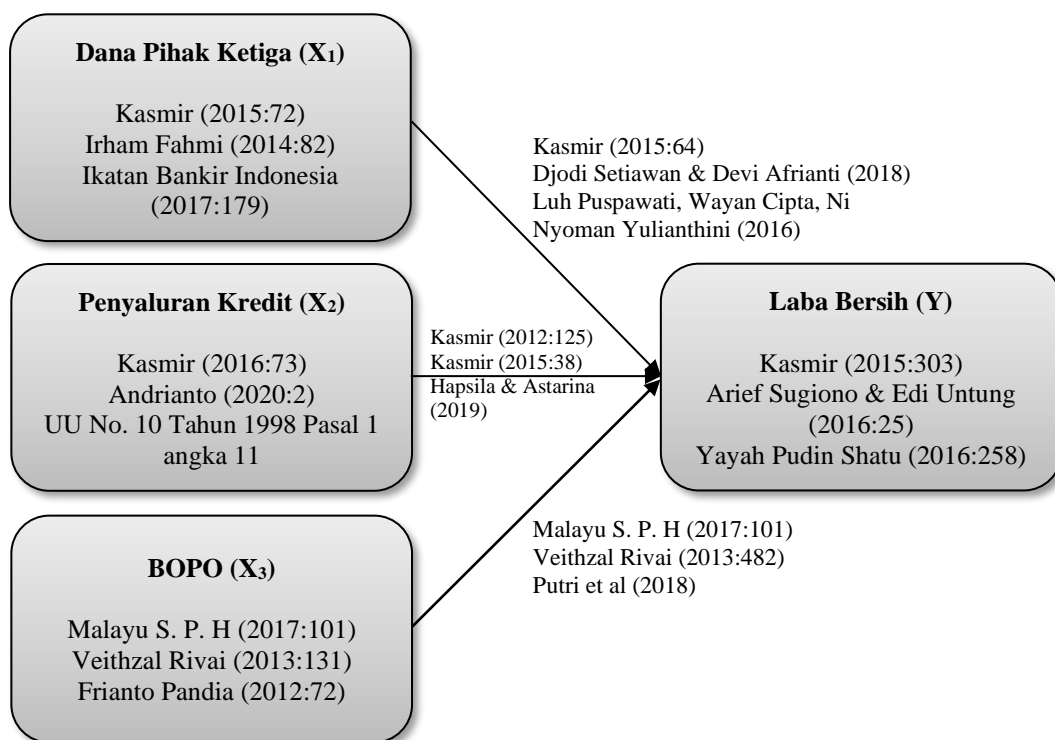 Dana Pihak Ketiga (X₁)
Kasmir (2015:72)
Irham Fahmi (2014:82)
Ikatan Bankir Indonesia
(2017:179)
Kasmir (2015:64)
Djodi Setiawan & Devi Afrianti (2018)
Luh Puspawati, Wayan Cipta, Ni
Nyoman Yulianthini (2016)
Penyaluran Kredit (X₂)
Kasmir (2016:73)
Andrianto (2020:2)
UU No. 10 Tahun 1998 Pasal 1
angka 11
Kasmir (2012:125)
Kasmir (2015:38)
Hapsila & Astarina
(2019)
Laba Bersih (Y)
Kasmir (2015:303)
Arief Sugiono & Edi Untung
(2016:25)
Yayah Pudin Shatu (2016:258)
BOPO (X₃)
Malayu S. P. H (2017:101)
Veithzal Rivai (2013:131)
Frianto Pandia (2012:72)
Malayu S. P. H (2017:101)
Veithzal Rivai (2013:482)
Putri et al (2018)